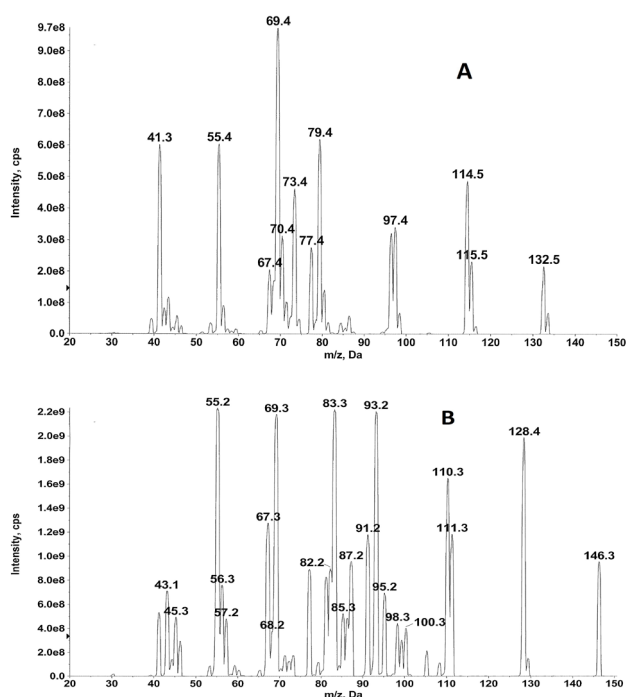 A
Intensity, cps
9.7e8
9.0e8
8.0e8
7.0e8
6.0e8
5.0e8
4.0e8
3.0e8
2.0e8
1.0e8
0.0
41.3
55.4
69.4
67.4
70.4
73.4
77.4
79.4
97.4
114.5
115.5
132.5
20 30 40 50 60 70 80 90 100 110 120 130 140 150
m/z, Da
B
Intensity, cps
2.2e9
2.0e9
1.8e9
1.6e9
1.4e9
1.2e9
1.0e9
8.0e8
6.0e8
4.0e8
2.0e8
0.0
43.1
45.3
55.2
56.3
57.2
67.3
68.2
69.3
82.2
83.3
85.3
87.2
91.2
93.2
95.2
98.3
100.3
110.3
111.3
128.4
146.3
20 30 40 50 60 70 80 90 100 110 120 130 140 150
m/z, Da